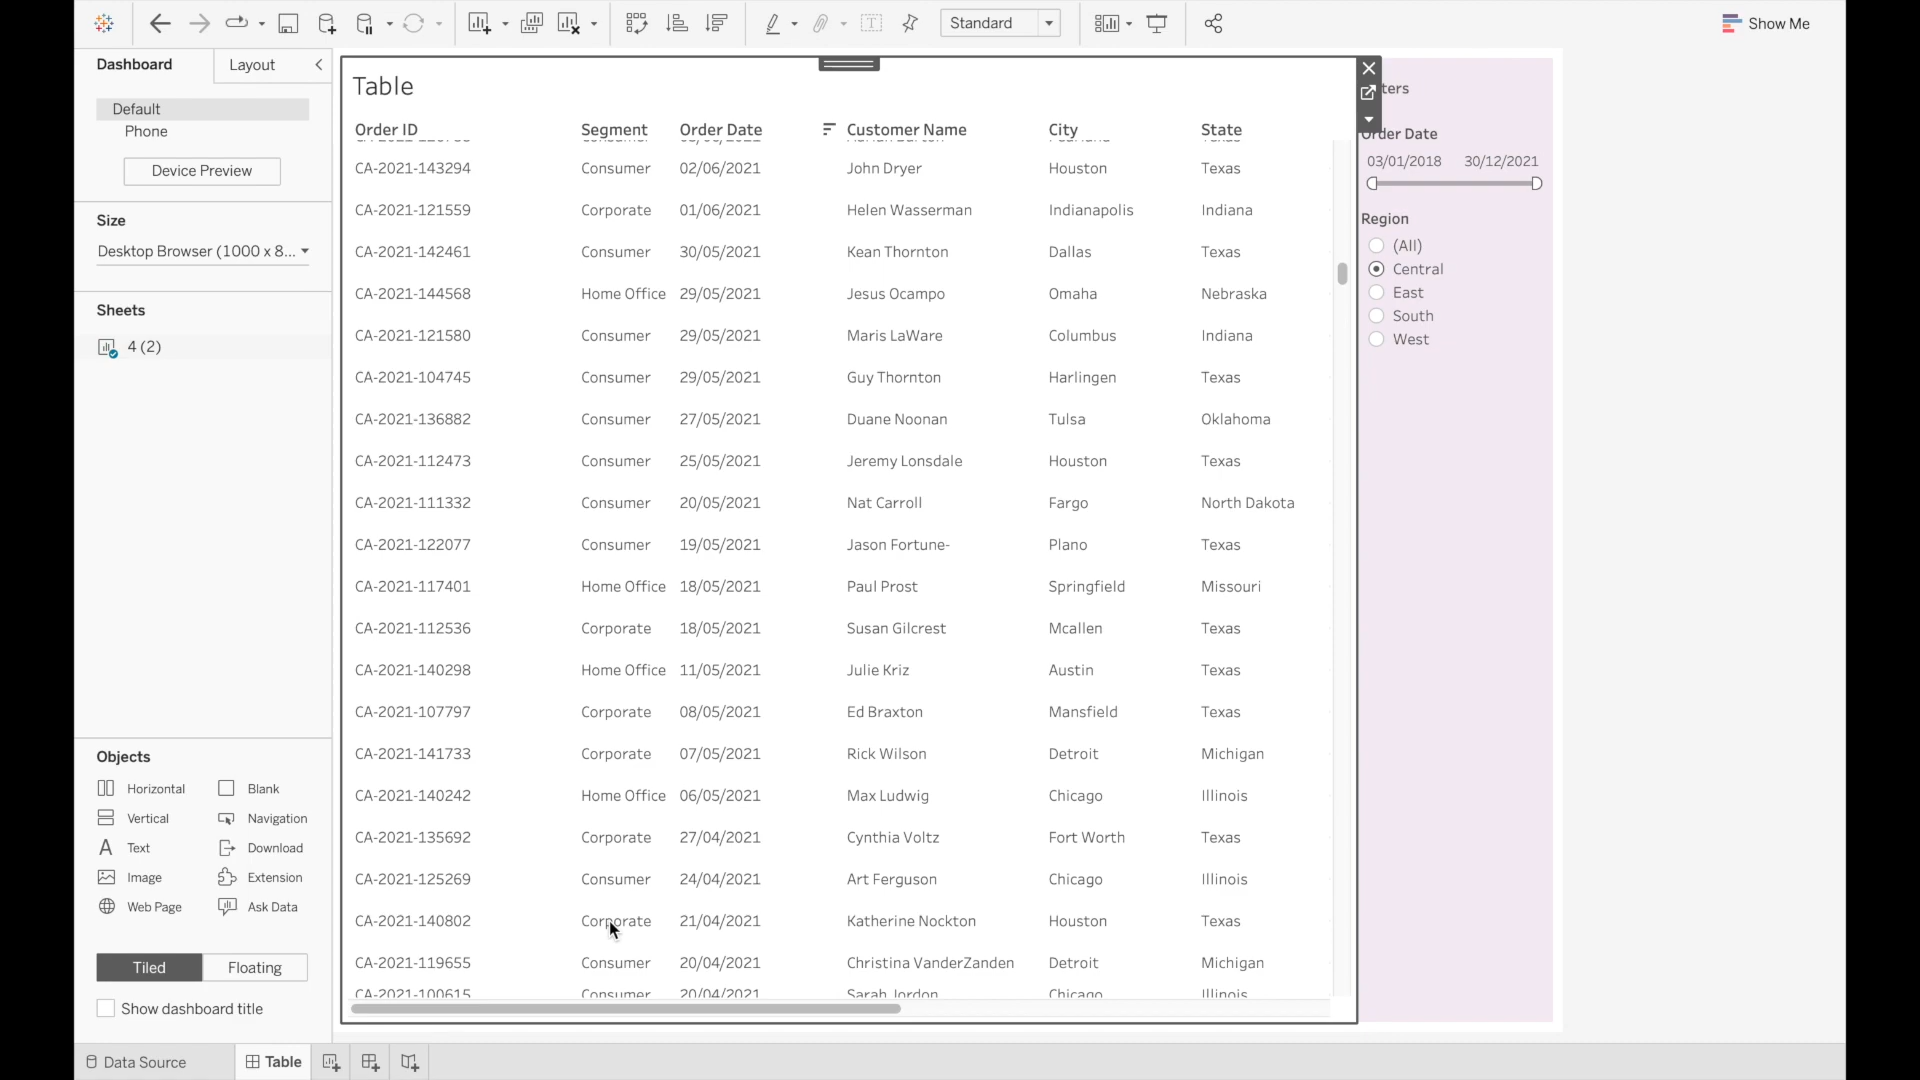 Standard
Show Me
Dashboard
Layout
Default
Phone
Device Preview
Size
Desktop Browser (1000 x 8...
Sheets
4 (2)
Objects
Horizontal
Blank
Vertical
Navigation
Text
Download
Image
Extension
Web Page
Ask Data
Tiled
Floating
Show dashboard title
Table
Order ID Segment Order Date Customer Name City State
CA-2021-143294 Consumer 02/06/2021 John Dryer Houston Texas
CA-2021-121559 Corporate 01/06/2021 Helen Wasserman Indianapolis Indiana
CA-2021-142461 Consumer 30/05/2021 Kean Thornton Dallas Texas
CA-2021-144568 Home Office 29/05/2021 Jesus Ocampo Omaha Nebraska
CA-2021-121580 Consumer 29/05/2021 Maris LaWare Columbus Indiana
CA-2021-104745 Consumer 29/05/2021 Guy Thornton Harlingen Texas
CA-2021-136882 Consumer 27/05/2021 Duane Noonan Tulsa Oklahoma
CA-2021-112473 Consumer 25/05/2021 Jeremy Lonsdale Houston Texas
CA-2021-111332 Consumer 20/05/2021 Nat Carroll Fargo North Dakota
CA-2021-122077 Consumer 19/05/2021 Jason Fortune- Plano Texas
CA-2021-117401 Home Office 18/05/2021 Paul Prost Springfield Missouri
CA-2021-112536 Corporate 18/05/2021 Susan Gilcrest Mcallen Texas
CA-2021-140298 Home Office 11/05/2021 Julie Kriz Austin Texas
CA-2021-107797 Corporate 08/05/2021 Ed Braxton Mansfield Texas
CA-2021-141733 Corporate 07/05/2021 Rick Wilson Detroit Michigan
CA-2021-140242 Home Office 06/05/2021 Max Ludwig Chicago Illinois
CA-2021-135692 Corporate 27/04/2021 Cynthia Voltz Fort Worth Texas
CA-2021-125269 Consumer 24/04/2021 Art Ferguson Chicago Illinois
CA-2021-140802 Corporate 21/04/2021 Katherine Nockton Houston Texas
CA-2021-119655 Consumer 20/04/2021 Christina VanderZanden Detroit Michigan
CA-2021-100615 Consumer 20/04/2021 Sarah Jordon Chicago Illinois
ters
Order Date
03/01/2018 30/12/2021
Region
(All)
Central
East
South
West
Data Source
Table